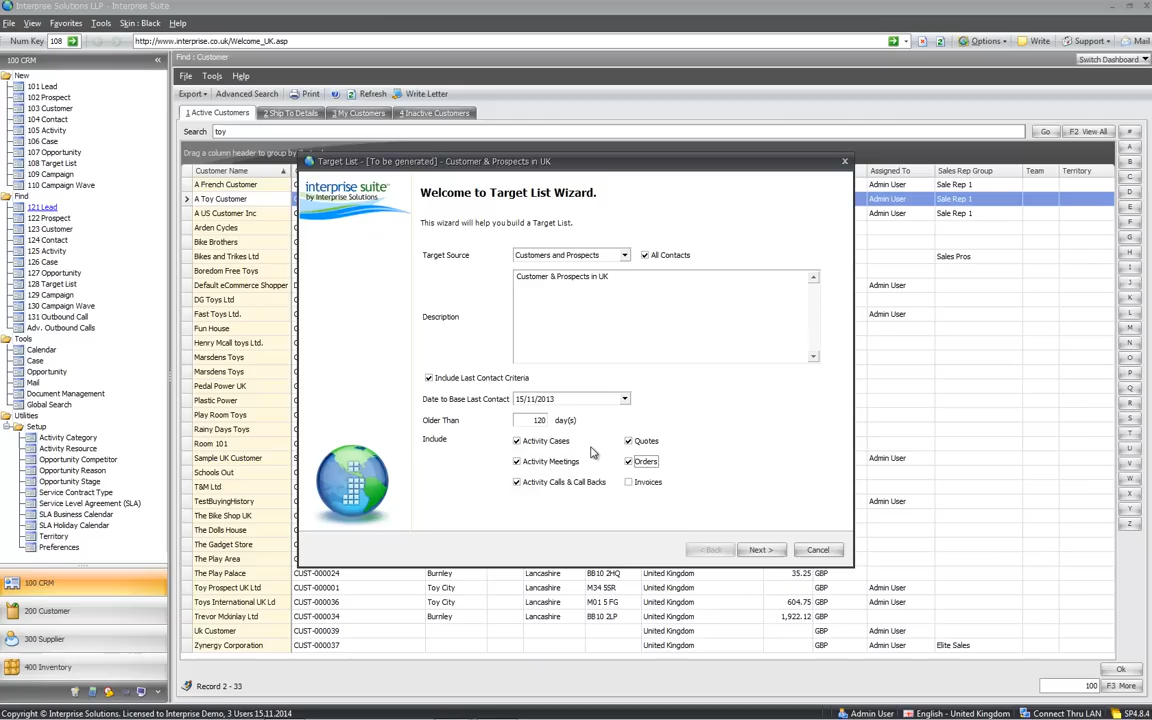 Interprise Solutions LLP - Interprise Suite
File View Favorites Tools Skin : Black Help
Num Key 108 http://www.interprise.co.uk/Welcome_UK.asp Options Write Support Mail
100 CRM «
Find : Customer
Switch Dashboard
File Tools Help
Export Advanced Search Print Refresh Write Letter
1 Active Customers 2 Ship To Details 3 My Customers 4 Inactive Customers
Search toy Go F2 View All
Drag a column header to group by
New
101 Lead
102 Prospect
103 Customer
104 Contact
105 Activity
106 Case
107 Opportunity
108 Target List
109 Campaign
110 Campaign Wave
Find
121 Lead
122 Prospect
123 Customer
124 Contact
125 Activity
126 Case
127 Opportunity
128 Target List
129 Campaign
130 Campaign Wave
131 Outbound Call
Adv. Outbound Calls
Tools
Calendar
Case
Opportunity
Mail
Document Management
Global Search
Utilities
Setup
Activity Category
Activity Resource
Opportunity Competitor
Opportunity Reason
Opportunity Stage
Service Contract Type
Service Level Agreement (SLA)
SLA Business Calendar
SLA Holiday Calendar
Territory
Preferences
100 CRM
200 Customer
300 Supplier
400 Inventory
Customer Name
A French Customer
A Toy Customer
A US Customer Inc
Arden Cycles
Bike Brothers
Bikes and Trikes Ltd
Boredom Free Toys
Default eCommerce Shopper
DG Toys Ltd
Fast Toys Ltd.
Fun House
Henry Mcall toys Ltd.
Marsdens Toys
Marsdens Toys
Pedal Power UK
Plastic Power
Play Room Toys
Rainy Days Toys
Room 101
Sample UK Customer
Schools Out
T&M Ltd
TestBuyingHistory
The Bike Shop UK
The Dolls House
The Gadget Store
The Play Area
The Play Palace CUST-000024 Burnley Lancashire BB10 2HQ United Kingdom 35.25 GBP
Toy Prospect UK Ltd CUST-000001 Toy City Lancashire M34 5SR United Kingdom GBP Admin User
Toys International UK Ld CUST-000036 Toy City Lancashire M01 5 FG United Kingdom 604.75 GBP Admin User
Trevor Mckinlay Ltd CUST-000034 Burnley Lancashire BB10 2LP United Kingdom 1,922.12 GBP
Uk Customer CUST-000039 United Kingdom GBP Admin User
Zynergy Corporation CUST-000037 United Kingdom GBP Elite Sales
Assigned To Sales Rep Group Team Territory
Admin User Sale Rep 1
Admin User Sale Rep 1
Admin User Sale Rep 1
Sales Pros
Admin User
Admin User
Admin User
Admin User
Target List - [To be generated] - Customer & Prospects in UK
interprise suite™
by Interprise Solutions
Welcome to Target List Wizard.
This wizard will help you build a Target List.
Target Source Customers and Prospects All Contacts
Description Customer & Prospects in UK
Include Last Contact Criteria
Date to Base Last Contact 15/11/2013
Older Than 120 day(s)
Include Activity Cases Quotes
Activity Meetings Orders
Activity Calls & Call Backs Invoices
< Back Next > Cancel
#
A
B
C
D
E
F
G
H
I
J
K
L
M
N
O
P
Q
R
S
T
U
V
W
X
Y
Z
Ok
Record 2 - 33 100 F3 More
Copyright © Interprise Solutions. Licensed to Interprise Demo, 3 Users 15.11.2014 Admin User English - United Kingdom Connect Thru LAN SP4.8.4